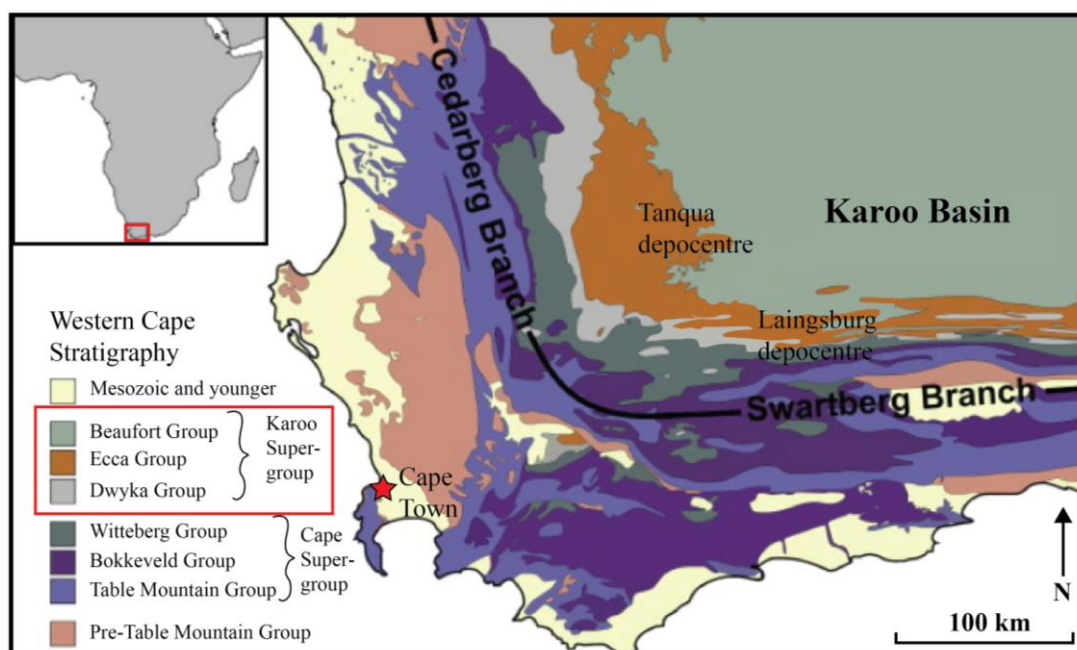 Cedarberg Branch
Tanqua
depocentre
Karoo Basin
Laingsburg
depocentre
Swartberg Branch
Western Cape
Stratigraphy
Mesozoic and younger
Beaufort Group
Ecca Group
Dwyka Group
Karoo
Super-
group
Witteberg Group
Bokkeveld Group
Table Mountain Group
Cape
Super-
group
Pre-Table Mountain Group
Cape
Town
N
100 km